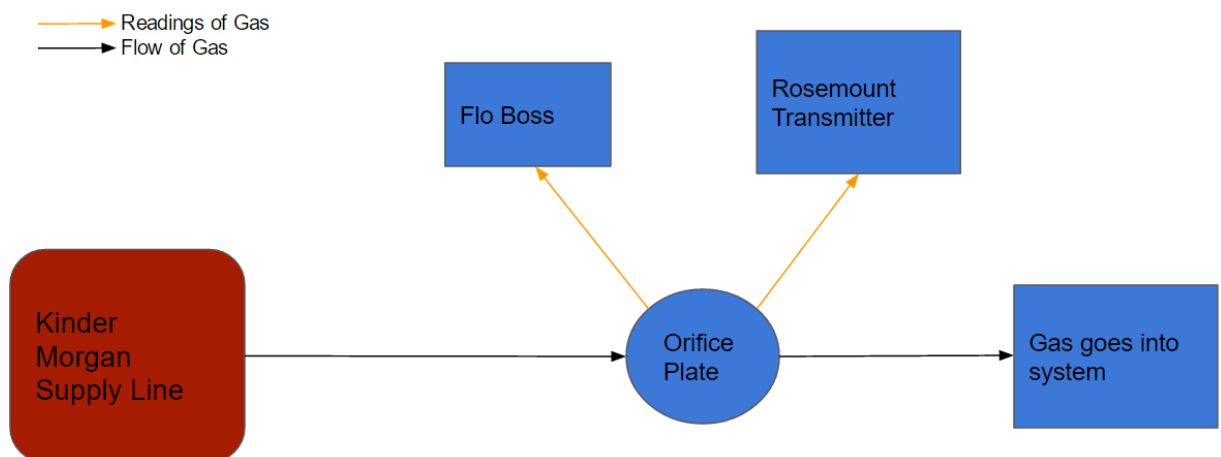 Readings of Gas
Flow of Gas
Flo Boss
Rosemount
Transmitter
Kinder
Morgan
Supply Line
Orifice
Plate
Gas goes into
system